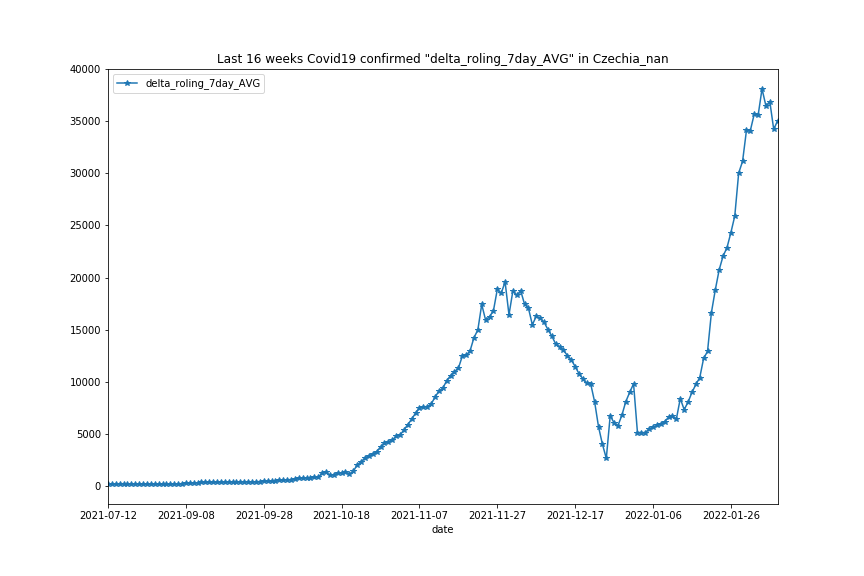 Last 16 weeks Covid19 confirmed "delta_roling_7day_AVG" in Czechia_nan
delta_roling_7day_AVG
40000
35000
30000
25000
20000
15000
10000
5000
0
2021-07-12 2021-09-08 2021-09-28 2021-10-18 2021-11-07 2021-11-27 2021-12-17 2022-01-06 2022-01-26
date